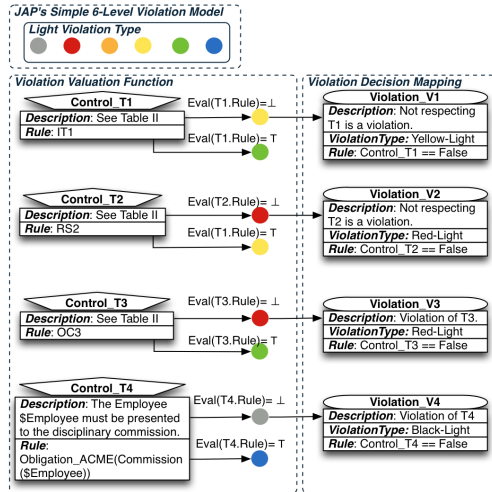 JAP's Simple 6-Level Violation Model
Light Violation Type
Violation Valuation Function
Control_T1
Description: See Table II
Rule: IT1
Eval(T1.Rule)=⊥
Eval(T1.Rule)= T
Control_T2
Description: See Table II
Rule: RS2
Eval(T2.Rule)= ⊥
Eval(T1.Rule)= T
Control_T3
Description: See Table II
Rule: OC3
Eval(T3.Rule)= ⊥
Eval(T3.Rule)= T
Control_T4
Description: The Employee
$Employee must be presented
to the disciplinary commission.
Rule:
Obligation_ACME(Commission
($Employee))
Eval(T4.Rule)= ⊥
Eval(T4.Rule)= T
Violation Decision Mapping
Violation_V1
Description: Not respecting
T1 is a violation.
ViolationType: Yellow-Light
Rule: Control_T1 == False
Violation_V2
Description: Not respecting
T2 is a violation.
ViolationType: Red-Light
Rule: Control_T2 == False
Violation_V3
Description: Violation of T3.
ViolationType: Red-Light
Rule: Control_T3 == False
Violation_V4
Description: Violation of T4
ViolationType: Black-Light
Rule: Control_T4 == False